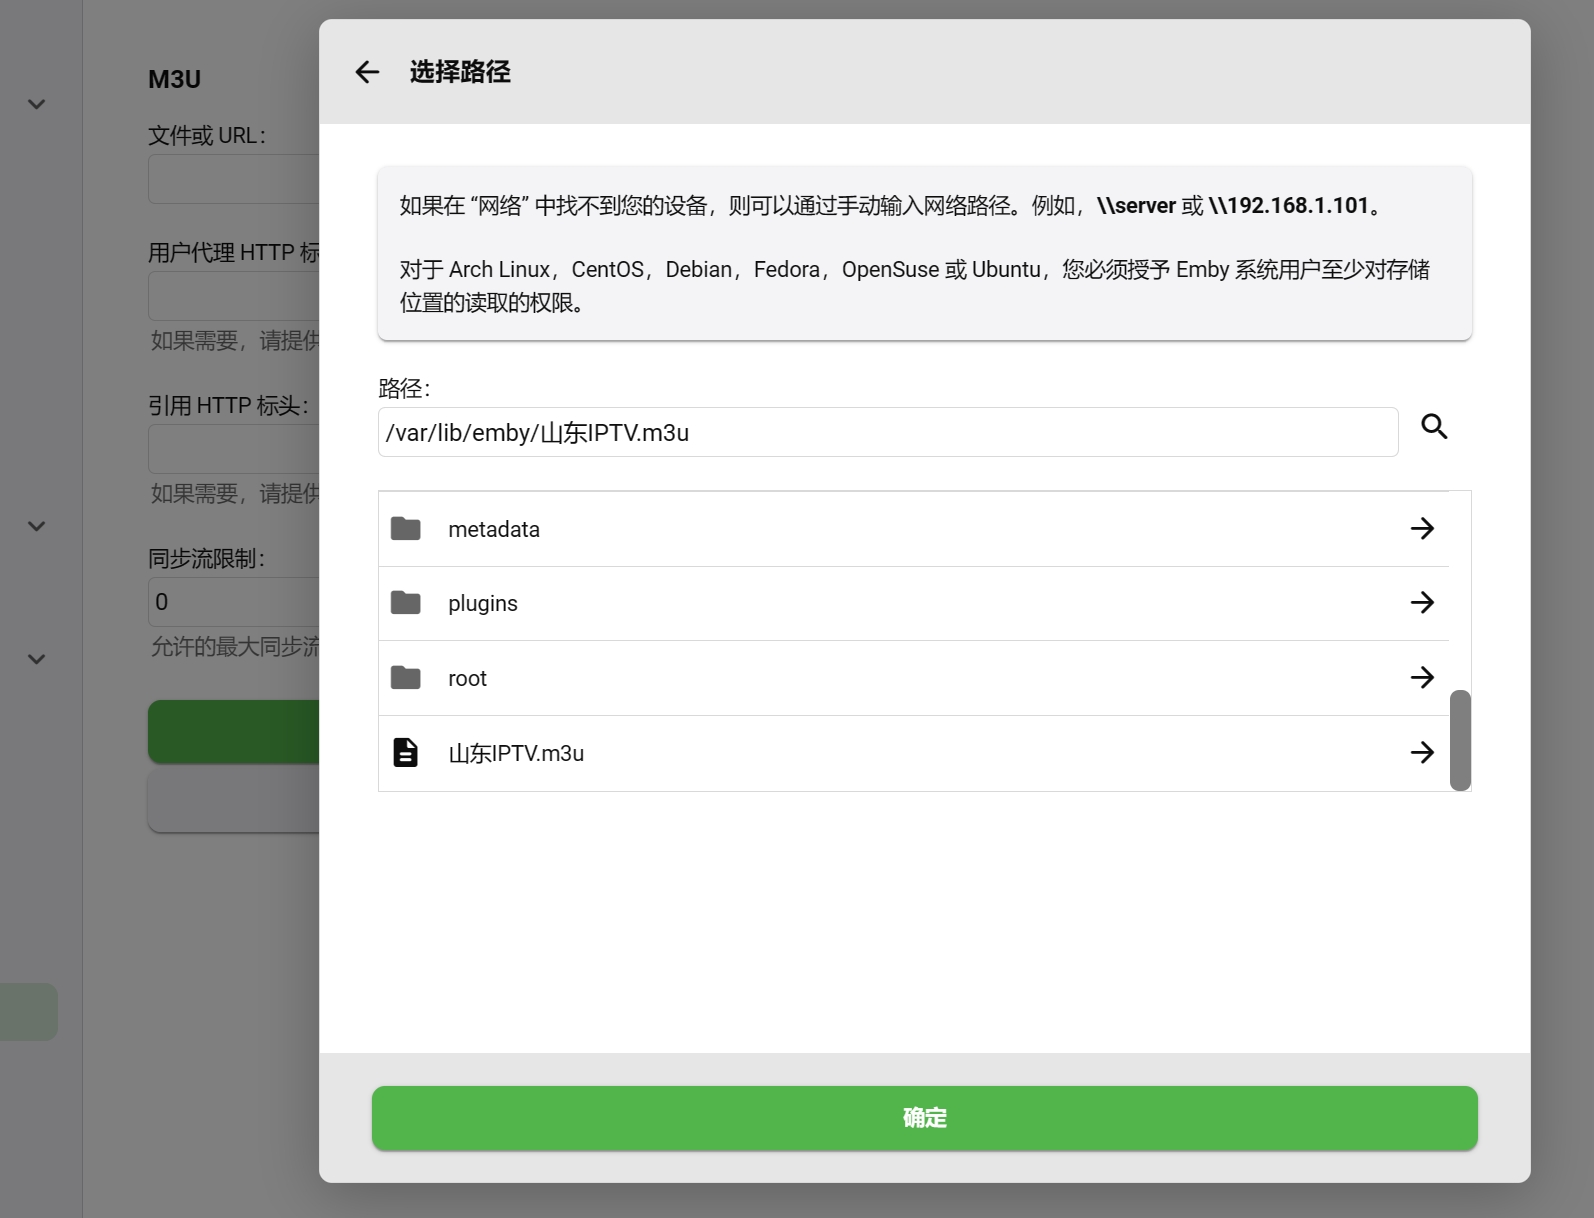 M3U
文件或 URL：
用户代理 HTTP 标
如果需要，请提供
引用 HTTP 标头：
如果需要，请提供
同步流限制：
0
允许的最大同步流
选择路径
如果在 “网络” 中找不到您的设备，则可以通过手动输入网络路径。例如，\\server 或 \\192.168.1.101。
对于 Arch Linux，CentOS，Debian，Fedora，OpenSuse 或 Ubuntu，您必须授予 Emby 系统用户至少对存储
位置的读取的权限。
路径：
/var/lib/emby/山东IPTV.m3u
metadata
plugins
root
山东IPTV.m3u
确定